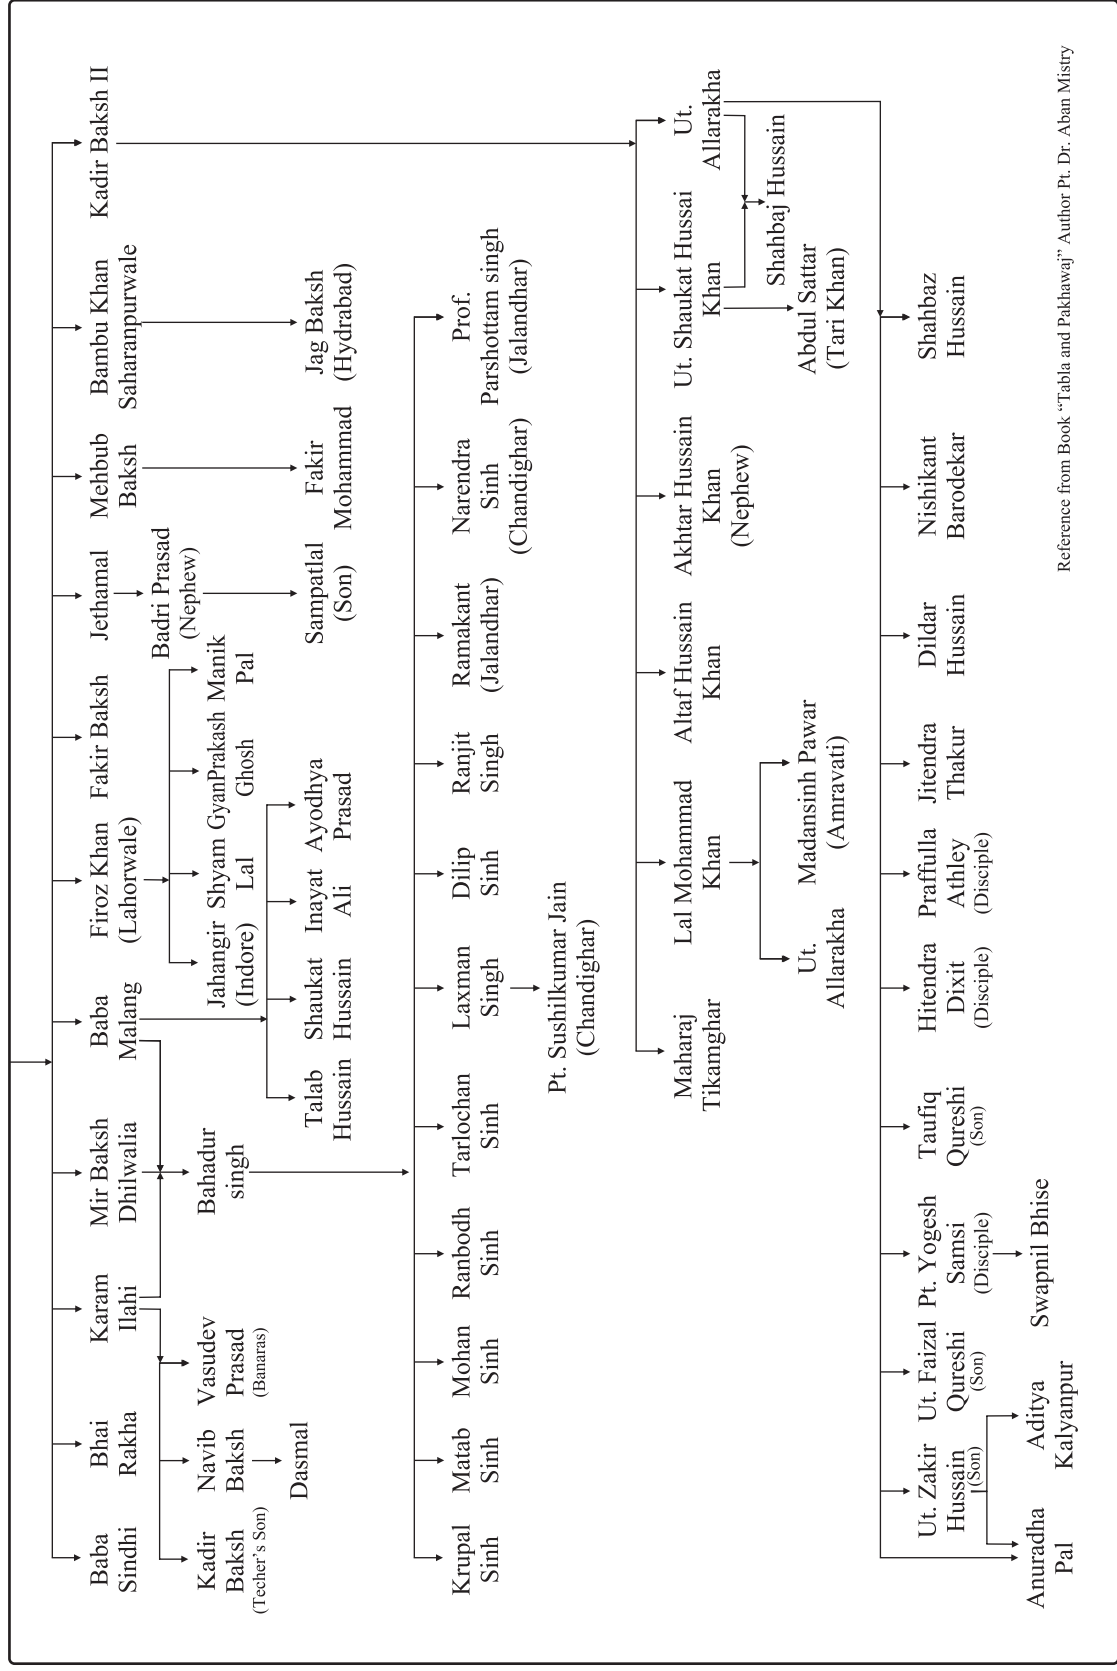 Baba
Sindhi
Bhai
Rakha
Karam
Ilahi
Mir Baksh
Dhilwalia
Baba
Malang
Firoz Khan
(Lahorwale)
Fakir Baksh
Jethamal
Mehbub
Baksh
Bambu Khan
Saharanpurwale
Kadir Baksh II
Kadir
Baksh
(Techer's Son)
Navib
Baksh
Vasudev
Prasad
(Banaras)
Bahadur
singh
Jahangir
(Indore)
Shyam
Lal
GyanPrakash
Ghosh
Manik
Pal
Badri Prasad
(Nephew)
Dasmal
Talab
Hussain
Shaukat
Hussain
Inayat
Ali
Ayodhya
Prasad
Sampatlal
(Son)
Fakir
Mohammad
Jag Baksh
(Hydrabad)
Krupal
Sinh
Matab
Sinh
Mohan
Sinh
Ranbodh
Sinh
Tarlochan
Sinh
Laxman
Singh
Dilip
Sinh
Ranjit
Singh
Ramakant
(Jalandhar)
Narendra
Sinh
(Chandighar)
Prof.
Parshottam singh
(Jalandhar)
Pt. Sushilkumar Jain
(Chandighar)
Maharaj
Tikamghar
Lal Mohammad
Khan
Altaf Hussain
Khan
Akhtar Hussain
Khan
(Nephew)
Ut. Shaukat Hussai
Khan
Ut.
Allarakha
Shahbaj Hussain
Ut.
Allarakha
Madansinh Pawar
(Amravati)
Abdul Sattar
(Tari Khan)
Ut. Zakir
Hussain
(Son)
Ut. Faizal
Qureshi
(Son)
Pt. Yogesh
Samsi
(Disciple)
Taufiq
Qureshi
(Son)
Hitendra
Dixit
(Disciple)
Praffulla
Athley
(Disciple)
Jitendra
Thakur
Dildar
Hussain
Nishikant
Barodekar
Shahbaz
Hussain
Anuradha
Pal
Aditya
Kalyanpur
Swapnil Bhise
Reference from Book “Tabla and Pakhawaj” Author Pt. Dr. Aban Mistry